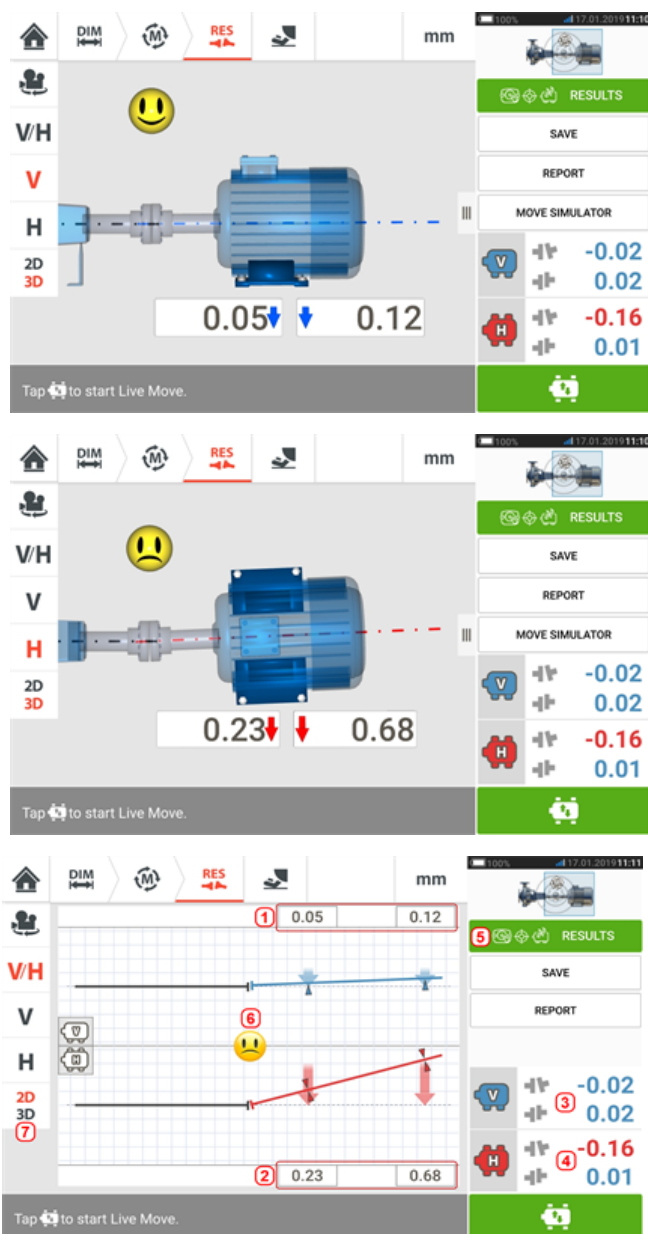 100% 17.01.2019 11:10
DIM M RES mm
RESULTS
V/H
SAVE
V
REPORT
H
MOVE SIMULATOR
2D
3D
V -0.02
0.02
0.05 0.12
H -0.16
0.01
Tap to start Live Move.
100% 17.01.2019 11:10
DIM M RES mm
RESULTS
V/H
SAVE
V
REPORT
H
MOVE SIMULATOR
2D
3D
V -0.02
0.02
0.23 0.68
H -0.16
0.01
Tap to start Live Move.
100% 17.01.2019 11:11
DIM M RES mm
1 0.05 0.12
5 RESULTS
V/H
SAVE
V
6
REPORT
V
H
H
2D
3D
7
V 3 -0.02
0.02
H 4 -0.16
0.01
2 0.23 0.68
Tap to start Live Move.